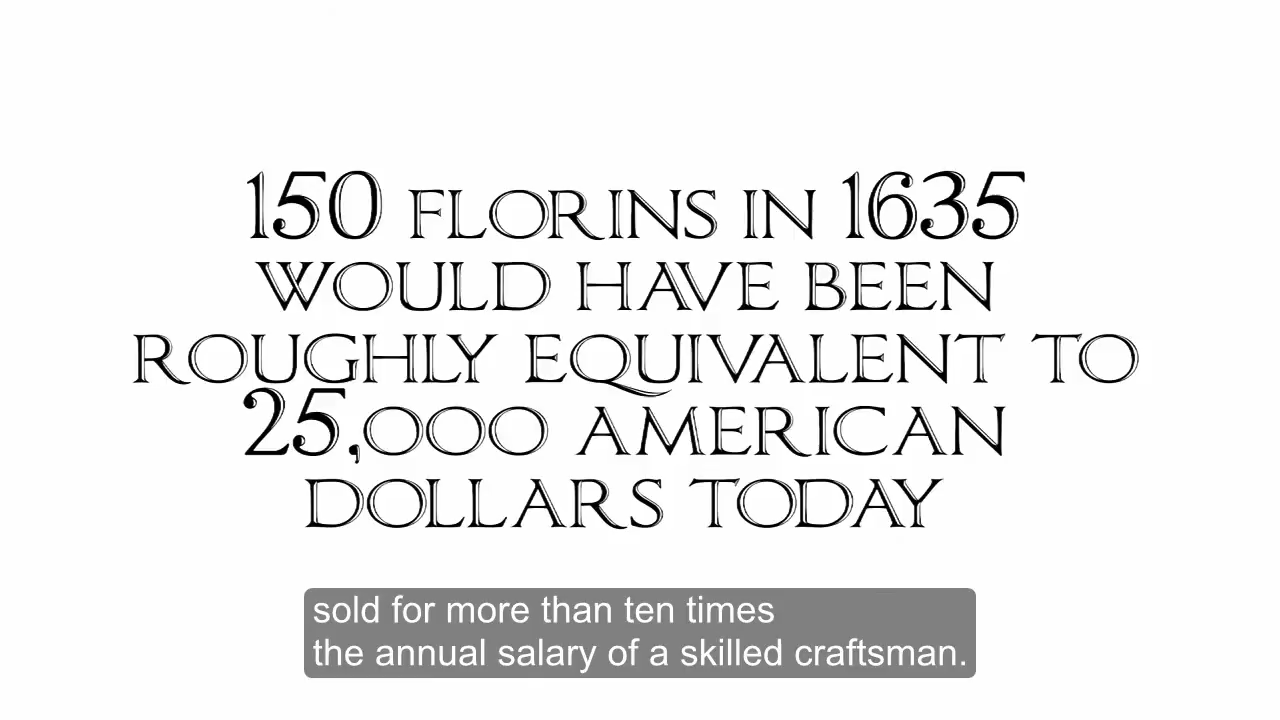 150 FLORINS IN 1635
WOULD HAVE BEEN
ROUGHLY EQUIVALENT TO
25,000 AMERICAN
DOLLARS TODAY
sold for more than ten times
the annual salary of a skilled craftsman.